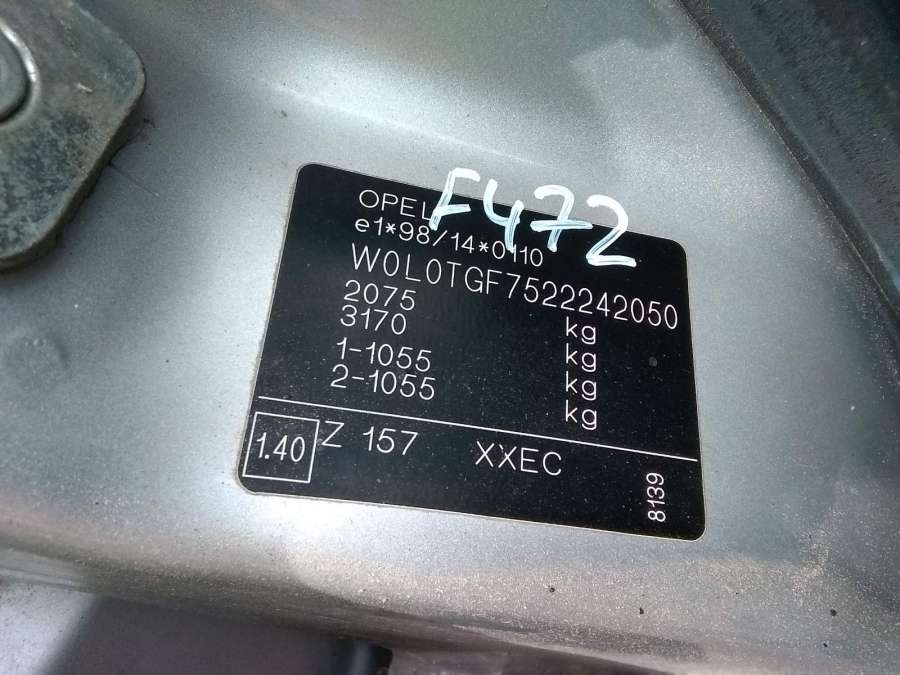 F472
OPEL
e1*98/14*0110
W0L0TGF7522242050
2075 kg
3170 kg
1-1055 kg
2-1055 kg
1.40 Z 157 XXEC
8139